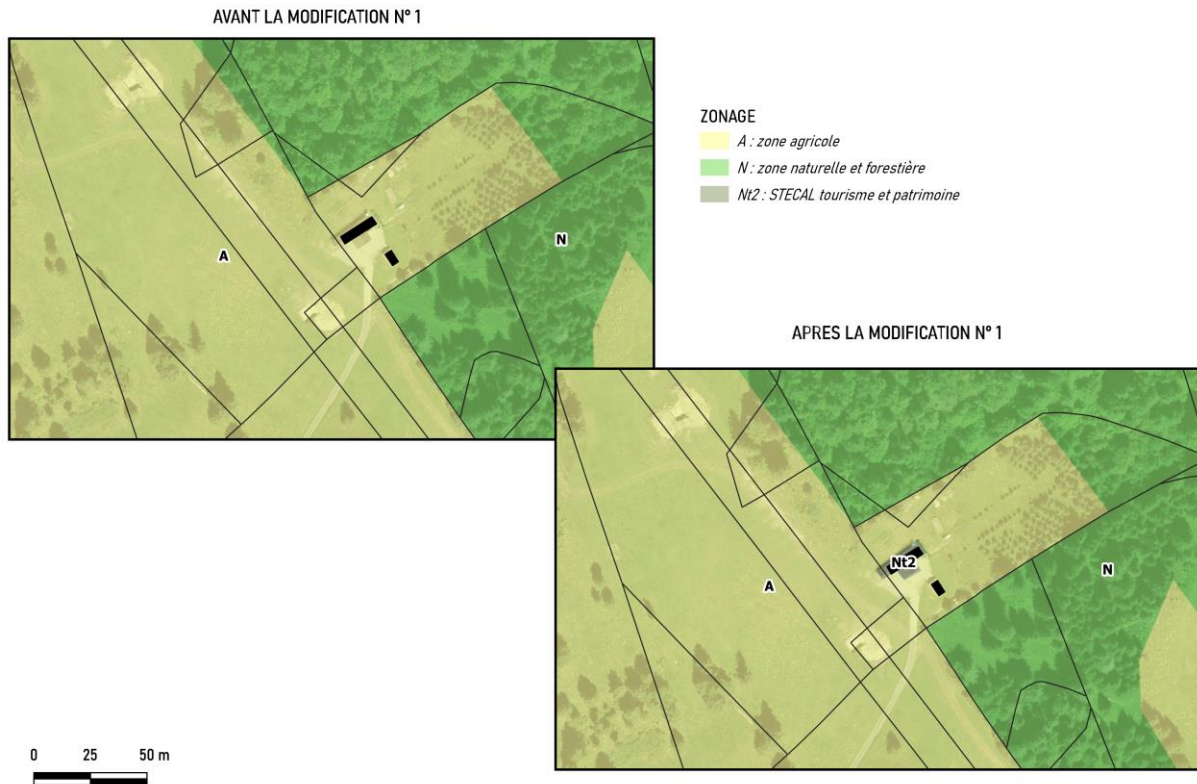 AVANT LA MODIFICATION N° 1
A
N
ZONAGE
A : zone agricole
N : zone naturelle et forestière
Nt2 : STECAL tourisme et patrimoine
APRES LA MODIFICATION N° 1
Nt2
A
N
0 25 50 m